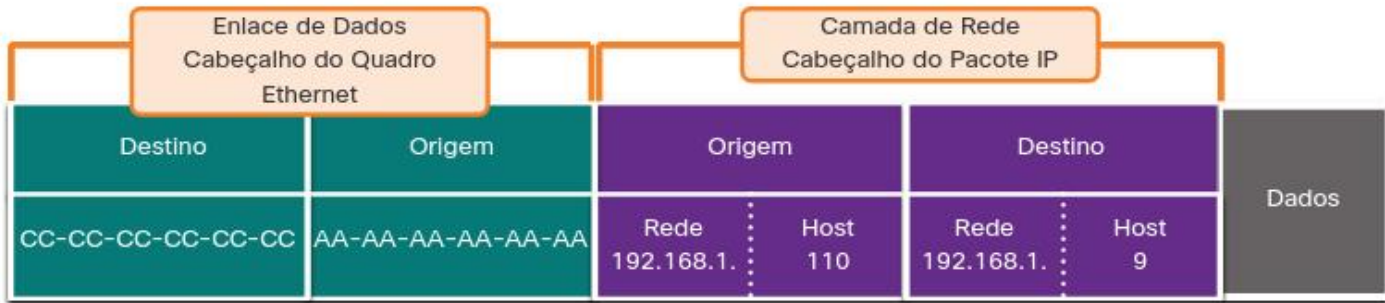 Enlace de Dados
Cabeçalho do Quadro
Ethernet
Camada de Rede
Cabeçalho do Pacote IP
Destino
Origem
Origem
Destino
Dados
CC-CC-CC-CC-CC-CC
AA-AA-AA-AA-AA-AA
Rede
192.168.1.
Host
110
Rede
192.168.1.
Host
9